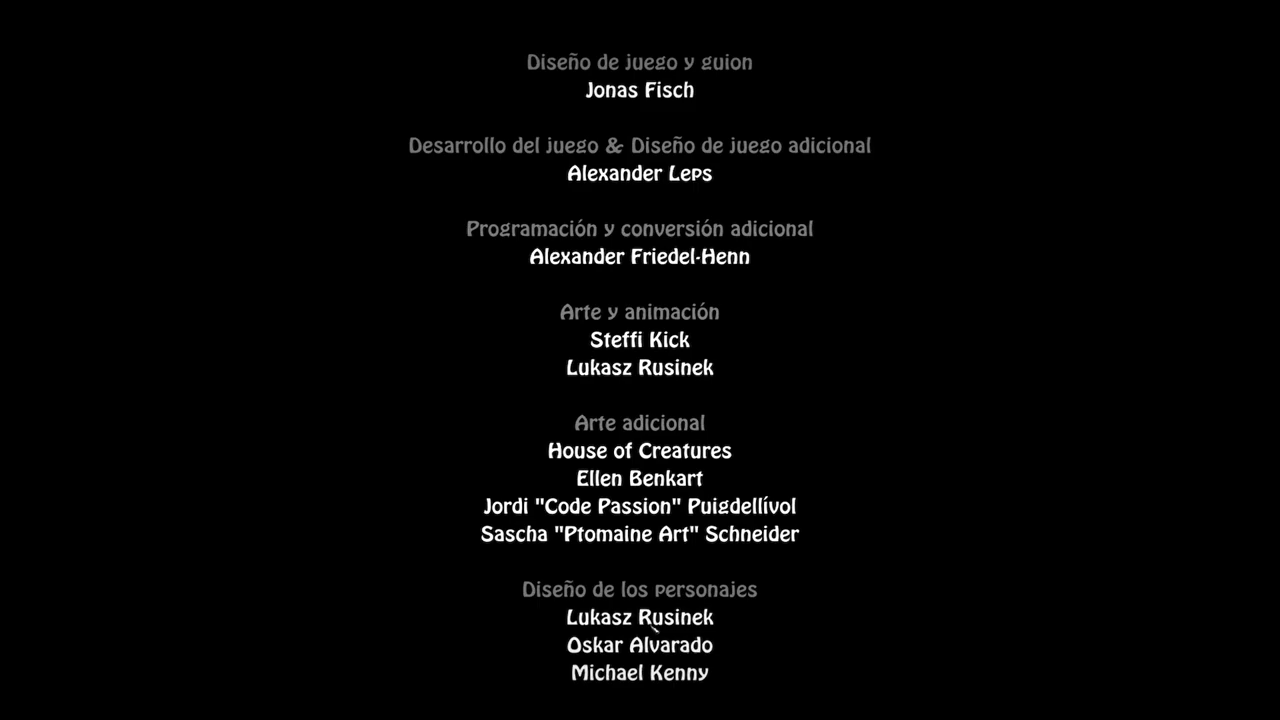 Diseño de juego y guion
Jonas Fisch
Desarrollo del juego & Diseño de juego adicional
Alexander Leps
Programación y conversión adicional
Alexander Friedel-Henn
Arte y animación
Steffi Kick
Lukasz Rusinek
Arte adicional
House of Creatures
Ellen Benkart
Jordi "Code Passion" Puigdellívol
Sascha "Ptomaine Art" Schneider
Diseño de los personajes
Lukasz Rusinek
Oskar Alvarado
Michael Kenny